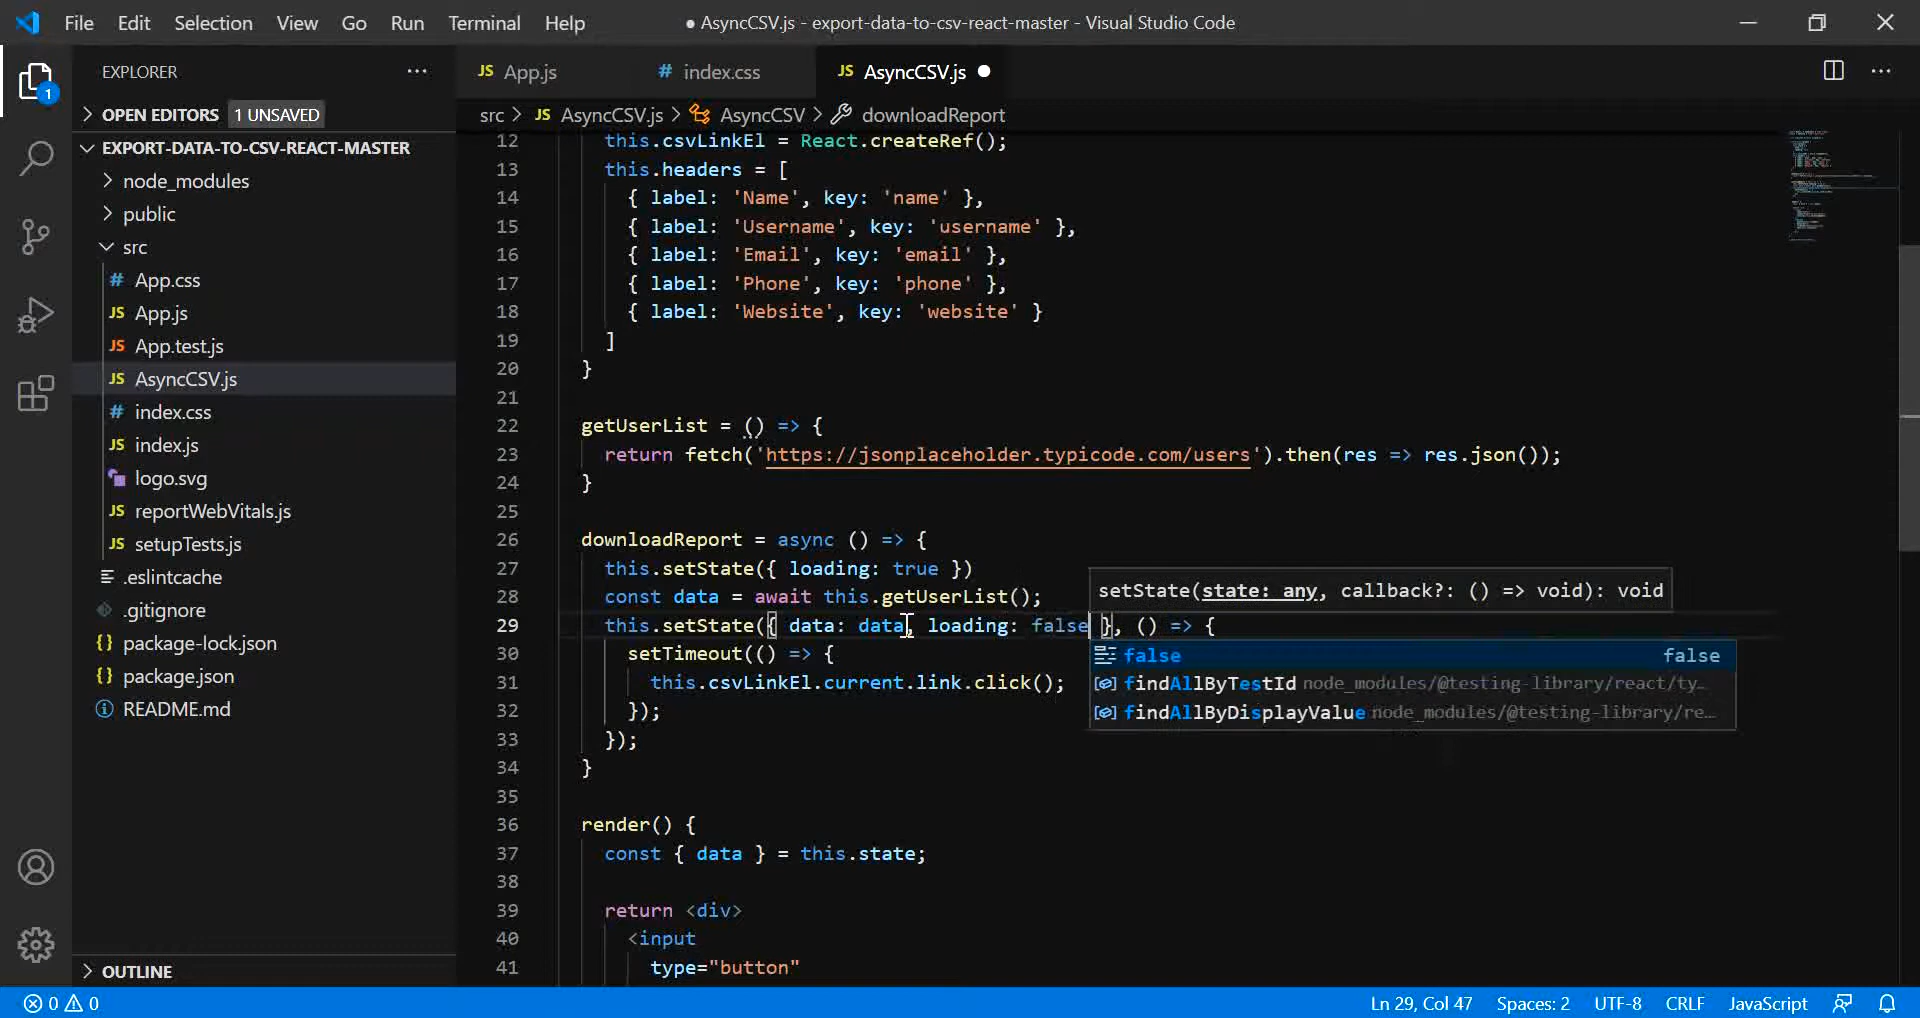 File Edit Selection View Go Run Terminal Help
● AsyncCSV.js - export-data-to-csv-react-master - Visual Studio Code
EXPLORER
OPEN EDITORS 1 UNSAVED
EXPORT-DATA-TO-CSV-REACT-MASTER
node_modules
public
src
# App.css
JS App.js
JS App.test.js
JS AsyncCSV.js
# index.css
JS index.js
logo.svg
JS reportWebVitals.js
JS setupTests.js
.eslintcache
.gitignore
{} package-lock.json
{} package.json
README.md
OUTLINE
1
JS App.js # index.css JS AsyncCSV.js ●
src > JS AsyncCSV.js > AsyncCSV > downloadReport
12 this.csvLinkEl = React.createRef();
13 this.headers = [
14 { label: 'Name', key: 'name' },
15 { label: 'Username', key: 'username' },
16 { label: 'Email', key: 'email' },
17 { label: 'Phone', key: 'phone' },
18 { label: 'Website', key: 'website' }
19 ]
20 }
21
22 getUserList = () => {
23 return fetch('https://jsonplaceholder.typicode.com/users').then(res => res.json());
24 }
25
26 downloadReport = async () => {
27 this.setState({ loading: true })
28 const data = await this.getUserList();
29 this.setState({ data: data, loading: false }, () => {
30 setTimeout(() => {
31 this.csvLinkEl.current.link.click();
32 });
33 });
34 }
35
36 render() {
37 const { data } = this.state;
38
39 return <div>
40 <input
41 type="button"
setState(state: any, callback?: () => void): void
false false
findAllByTestId node_modules/@testing-library/react/ty…
findAllByDisplayValue node_modules/@testing-library/re…
0 0
Ln 29, Col 47 Spaces: 2 UTF-8 CRLF JavaScript